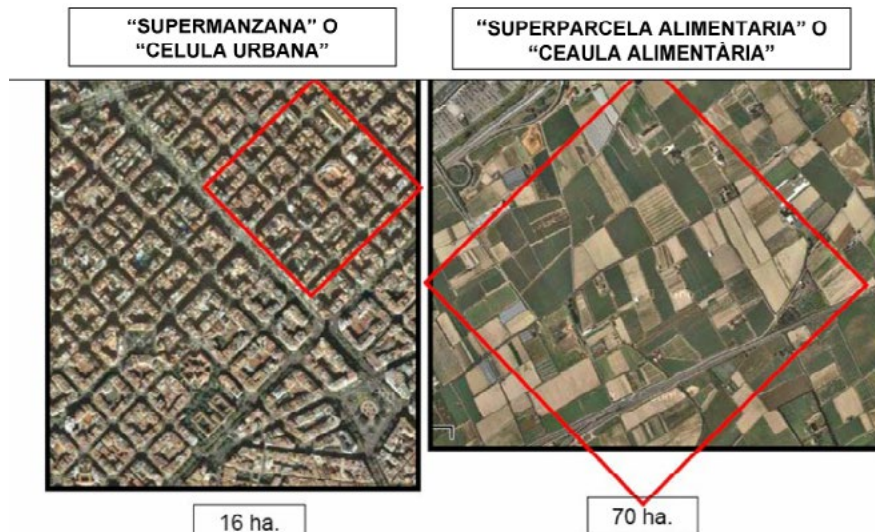 “SUPERMANZANA” O
“CELULA URBANA”
“SUPERPARCELA ALIMENTARIA” O
“CEAULA ALIMENTÀRIA”
16 ha.
70 ha.